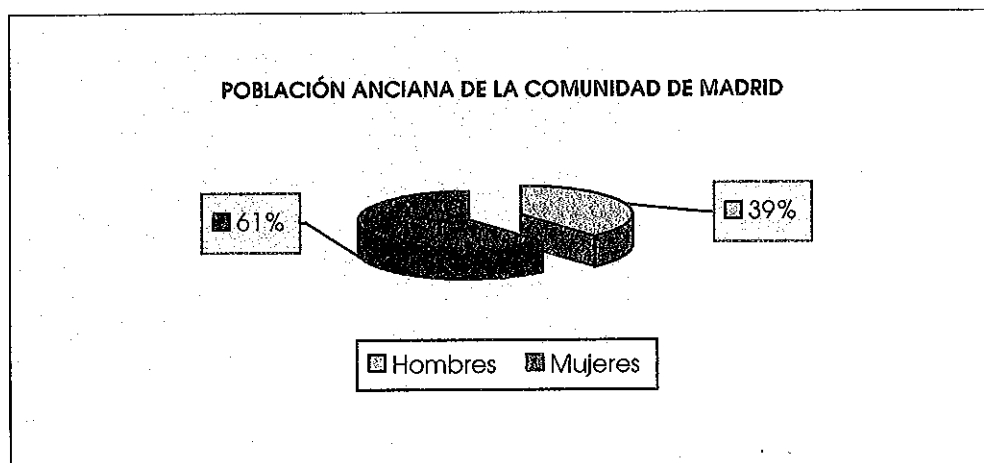 POBLACIÓN ANCIANA DE LA COMUNIDAD DE MADRID
61%
39%
Hombres Mujeres